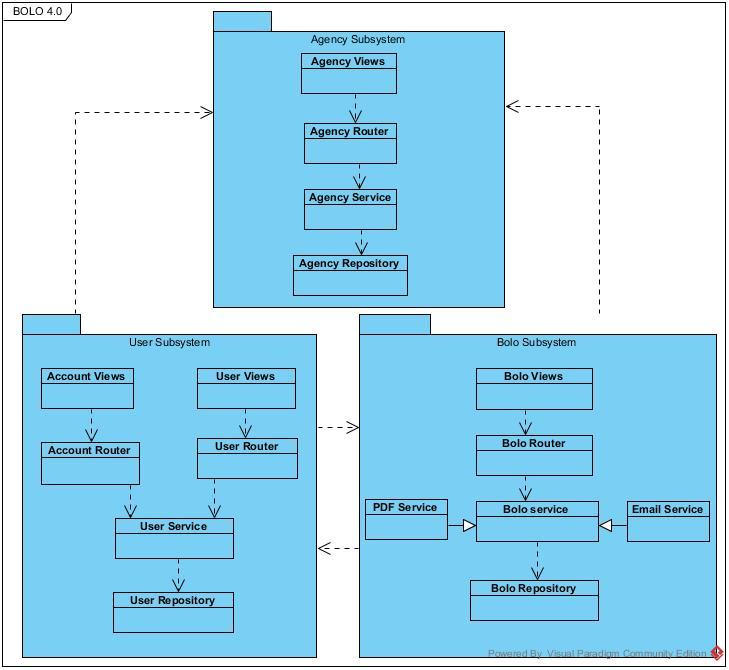 BOLO 4.0
Agency Subsystem
Agency Views
Agency Router
Agency Service
Agency Repository
User Subsystem
Account Views
User Views
Account Router
User Router
User Service
User Repository
Bolo Subsystem
Bolo Views
Bolo Router
PDF Service
Bolo service
Email Service
Bolo Repository
Powered By Visual Paradigm Community Edition